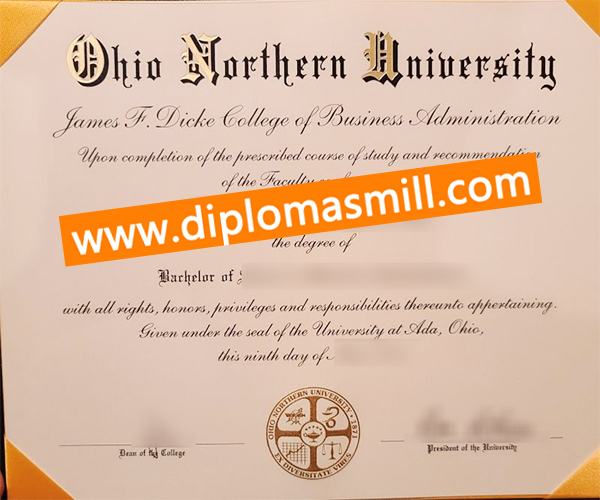 Ohio Northern University
James F. Dicke College of Business Administration
Upon completion of the prescribed course of study and recommendation
of the Faculty
www.diplomasmill.com
the degree of
Bachelor of
with all rights, honors, privileges and responsibilities thereunto appertaining.
Given under the seal of the University at Ada, Ohio,
this ninth day of
OHIO NORTHERN UNIVERSITY 1871
EX DIVERSITATE VIRES
Dean of the College
President of the University